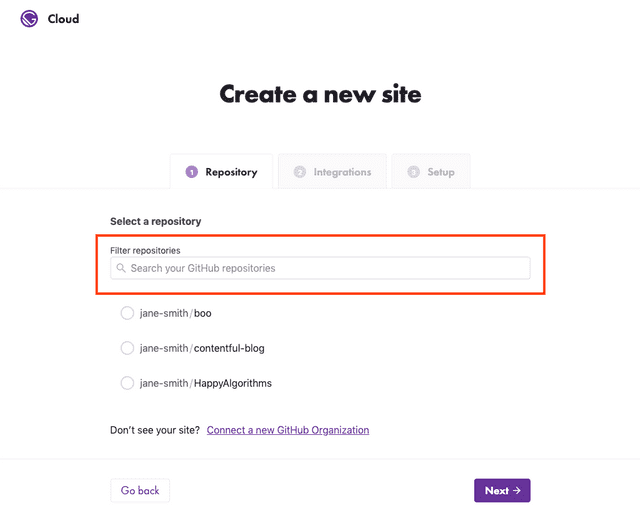 Cloud
Create a new site
1 Repository
2 Integrations
3 Setup
Select a repository
Filter repositories
Search your GitHub repositories
jane-smith/boo
jane-smith/contentful-blog
jane-smith/HappyAlgorithms
Don't see your site? Connect a new GitHub Organization
Go back
Next →